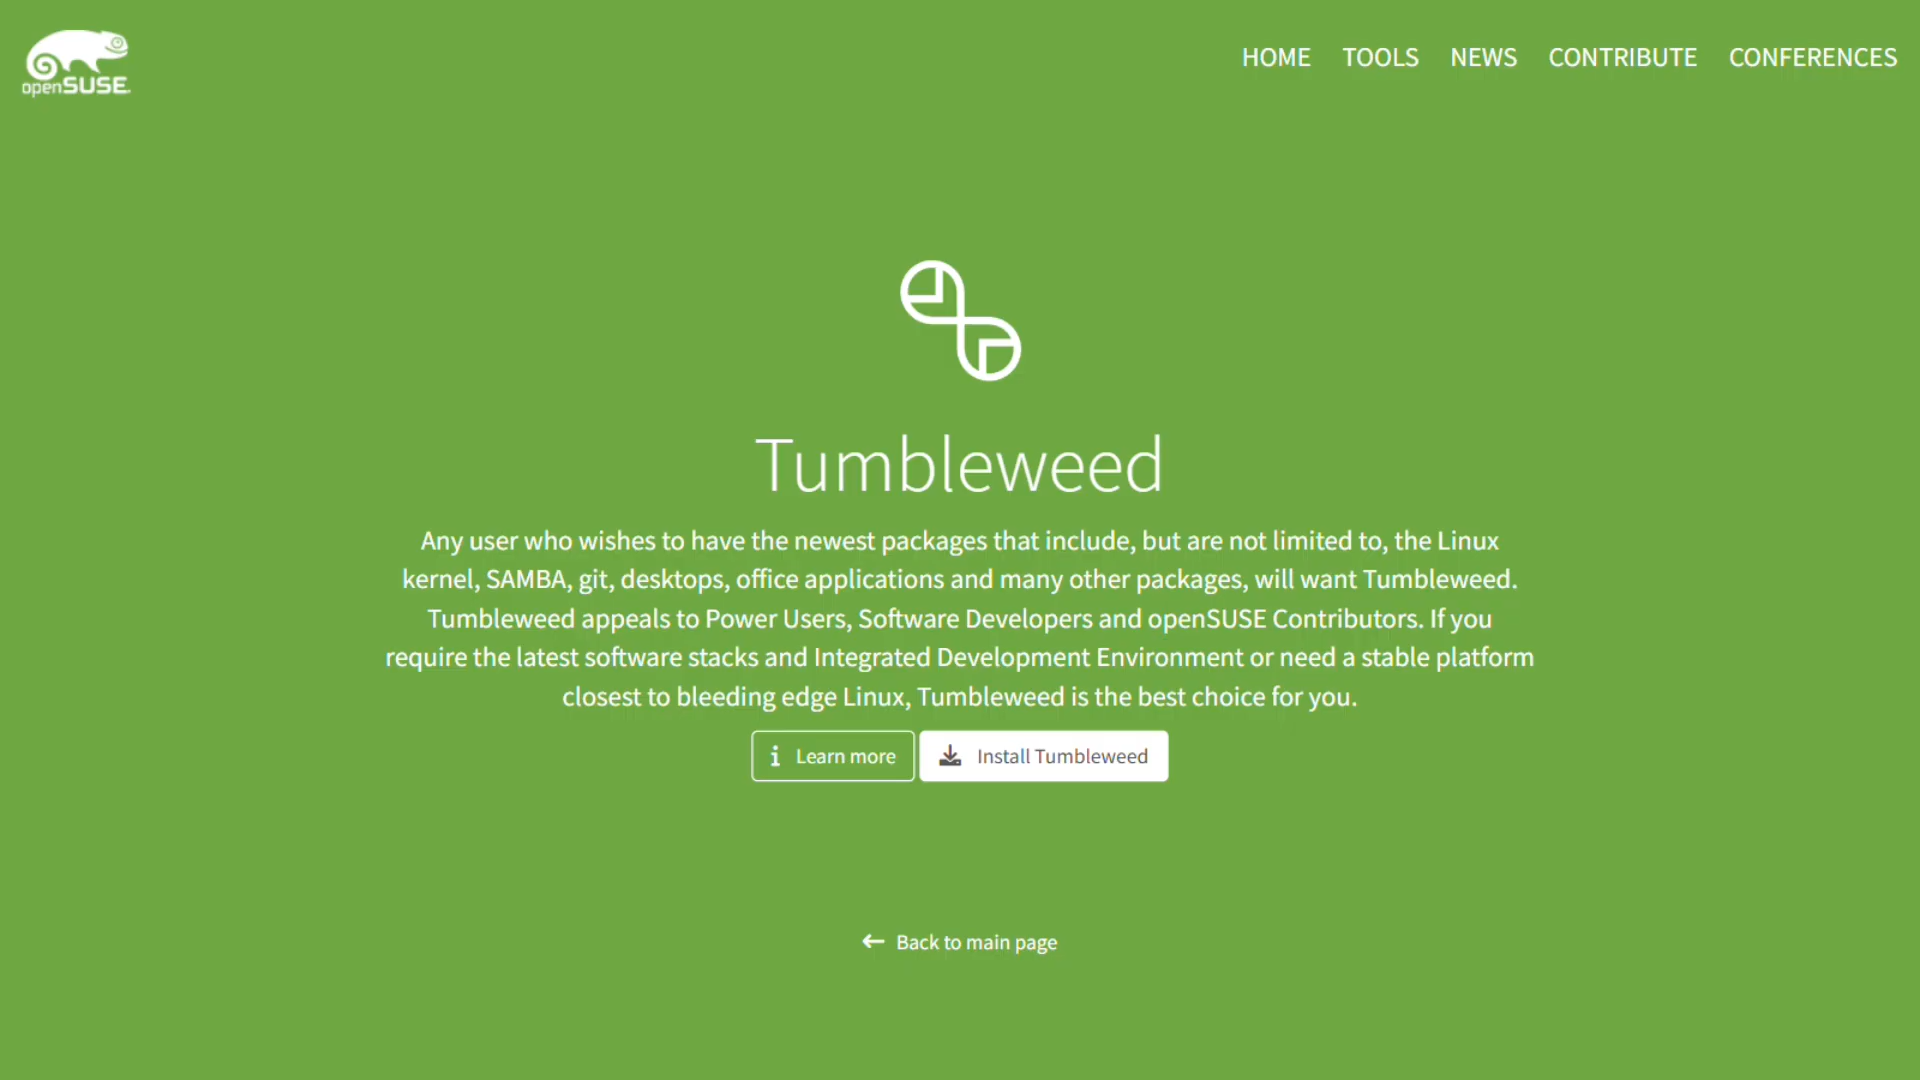 openSUSE
HOME TOOLS NEWS CONTRIBUTE CONFERENCES
Tumbleweed
Any user who wishes to have the newest packages that include, but are not limited to, the Linux
kernel, SAMBA, git, desktops, office applications and many other packages, will want Tumbleweed.
Tumbleweed appeals to Power Users, Software Developers and openSUSE Contributors. If you
require the latest software stacks and Integrated Development Environment or need a stable platform
closest to bleeding edge Linux, Tumbleweed is the best choice for you.
Learn more Install Tumbleweed
Back to main page